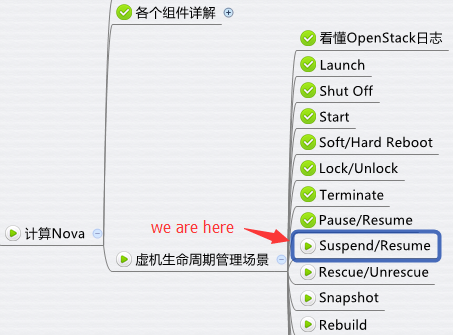 各个组件详解
看懂OpenStack日志
Launch
Shut Off
Start
Soft/Hard Reboot
Lock/Unlock
Terminate
Pause/Resume
计算Nova
we are here
Suspend/Resume
虚机生命周期管理场景
Rescue/Unrescue
Snapshot
Rebuild